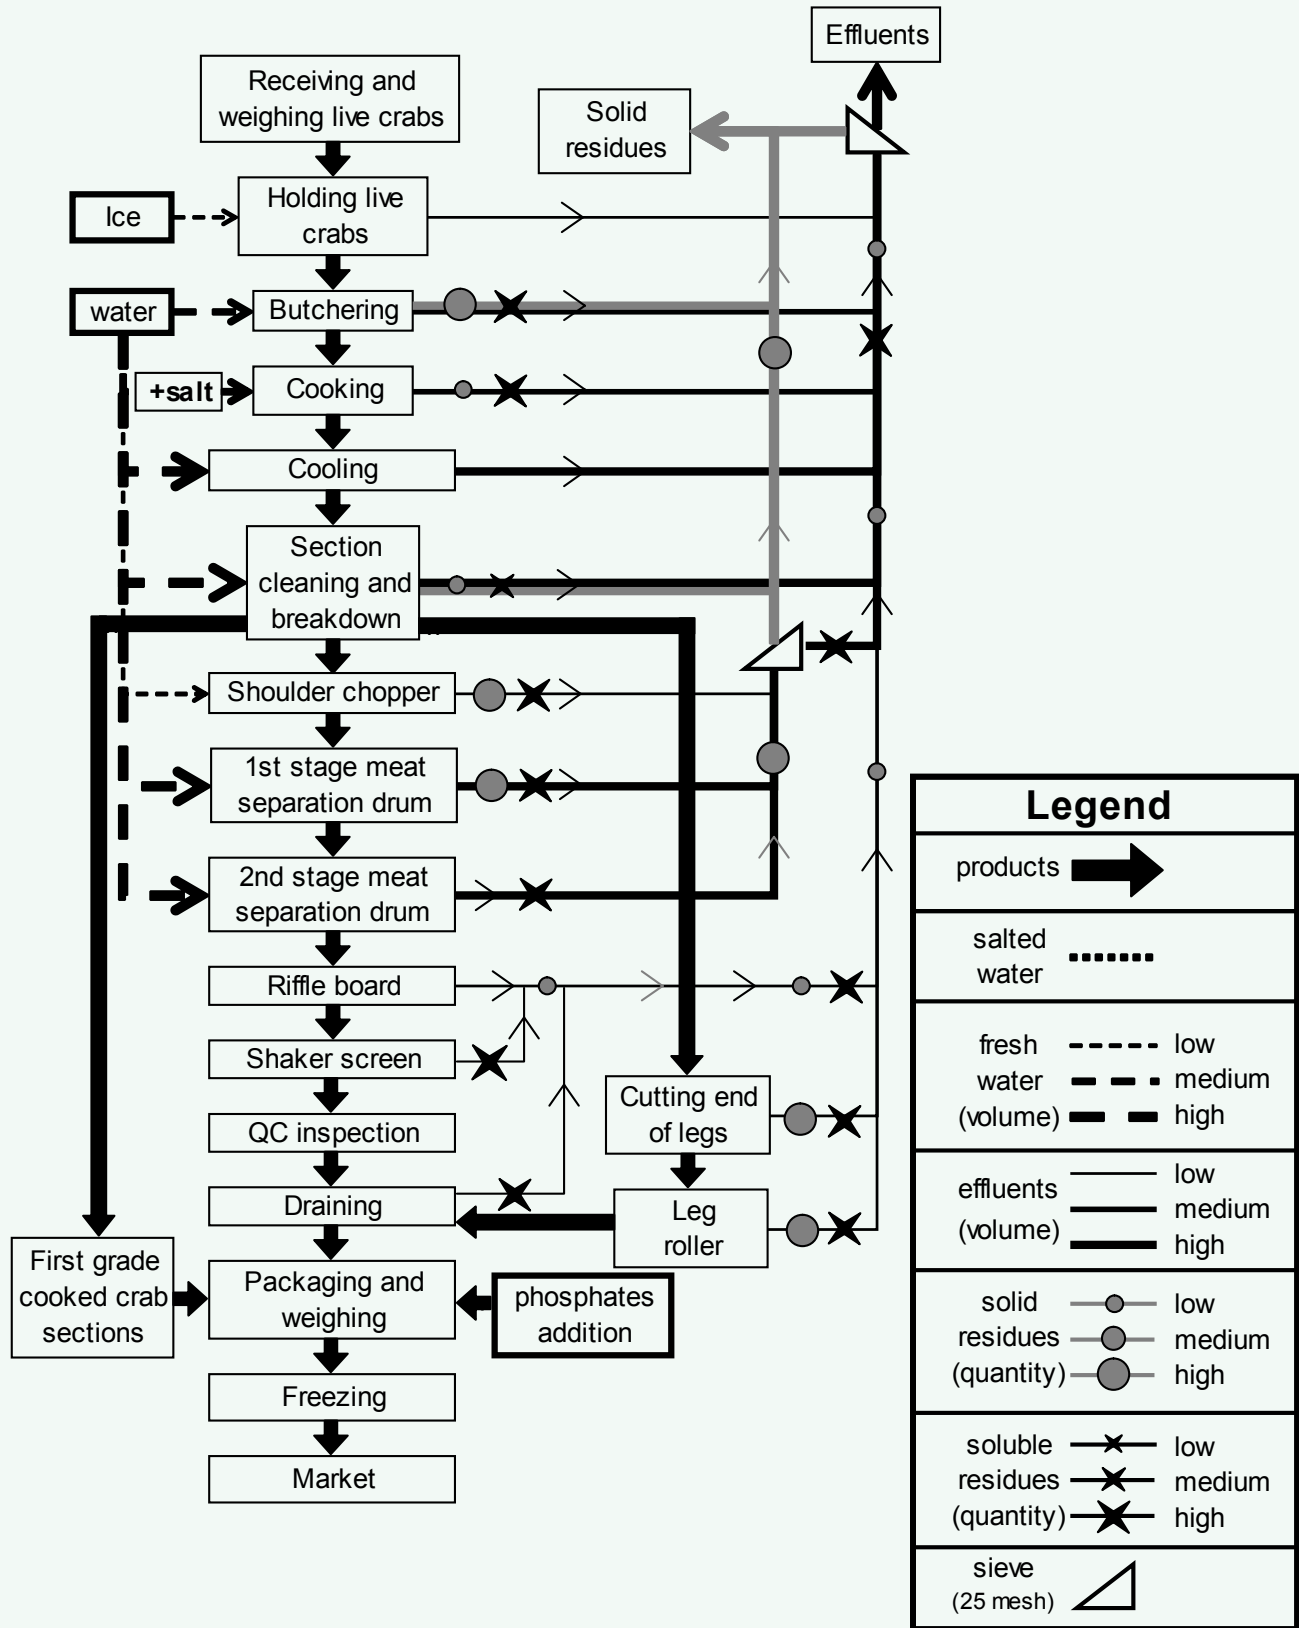 Effluents
Receiving and
weighing live crabs
Solid
residues
Ice
Holding live
crabs
water
Butchering
+salt
Cooking
Cooling
Section
cleaning and
breakdown
Shoulder chopper
1st stage meat
separation drum
2nd stage meat
separation drum
Riffle board
Shaker screen
QC inspection
Draining
Cutting end
of legs
Leg
roller
First grade
cooked crab
sections
Packaging and
weighing
phosphates
addition
Freezing
Market
Legend
products
salted
water
fresh
water
(volume)
low
medium
high
effluents
(volume)
low
medium
high
solid
residues
(quantity)
low
medium
high
soluble
residues
(quantity)
low
medium
high
sieve
(25 mesh)